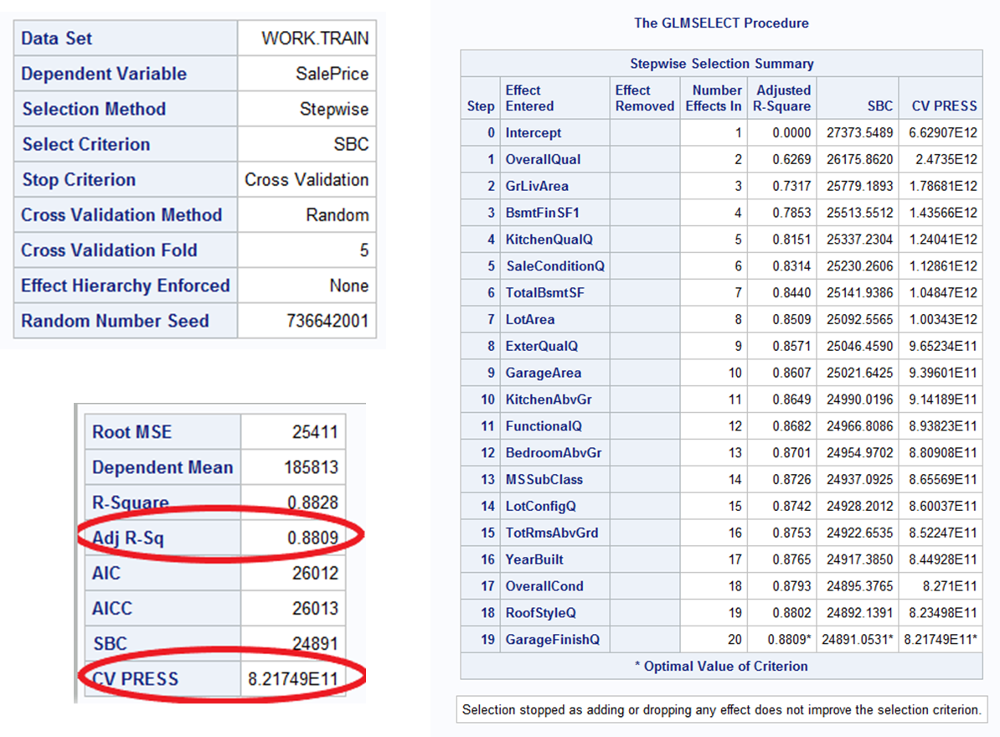 Data Set WORK.TRAIN
Dependent Variable SalePrice
Selection Method Stepwise
Select Criterion SBC
Stop Criterion Cross Validation
Cross Validation Method Random
Cross Validation Fold 5
Effect Hierarchy Enforced None
Random Number Seed 736642001
Root MSE 25411
Dependent Mean 185813
R-Square 0.8828
Adj R-Sq 0.8809
AIC 26012
AICC 26013
SBC 24891
CV PRESS 8.21749E11
The GLMSELECT Procedure
Stepwise Selection Summary
Effect Effect Number Adjusted
Step Entered Removed Effects In R-Square SBC CV PRESS
0 Intercept 1 0.0000 27373.5489 6.62907E12
1 OverallQual 2 0.6269 26175.8620 2.4735E12
2 GrLivArea 3 0.7317 25779.1893 1.78681E12
3 BsmtFinSF1 4 0.7853 25513.5512 1.43566E12
4 KitchenQualQ 5 0.8151 25337.2304 1.24041E12
5 SaleConditionQ 6 0.8314 25230.2606 1.12861E12
6 TotalBsmtSF 7 0.8440 25141.9386 1.04847E12
7 LotArea 8 0.8509 25092.5565 1.00343E12
8 ExterQualQ 9 0.8571 25046.4590 9.65234E11
9 GarageArea 10 0.8607 25021.6425 9.39601E11
10 KitchenAbvGr 11 0.8649 24990.0196 9.14189E11
11 FunctionalQ 12 0.8682 24966.8086 8.93823E11
12 BedroomAbvGr 13 0.8701 24954.9702 8.80908E11
13 MSSubClass 14 0.8726 24937.0925 8.65569E11
14 LotConfigQ 15 0.8742 24928.2012 8.60037E11
15 TotRmsAbvGrd 16 0.8753 24922.6535 8.52247E11
16 YearBuilt 17 0.8765 24917.3850 8.44928E11
17 OverallCond 18 0.8793 24895.3765 8.271E11
18 RoofStyleQ 19 0.8802 24892.1391 8.23498E11
19 GarageFinishQ 20 0.8809* 24891.0531* 8.21749E11*
* Optimal Value of Criterion
Selection stopped as adding or dropping any effect does not improve the selection criterion.